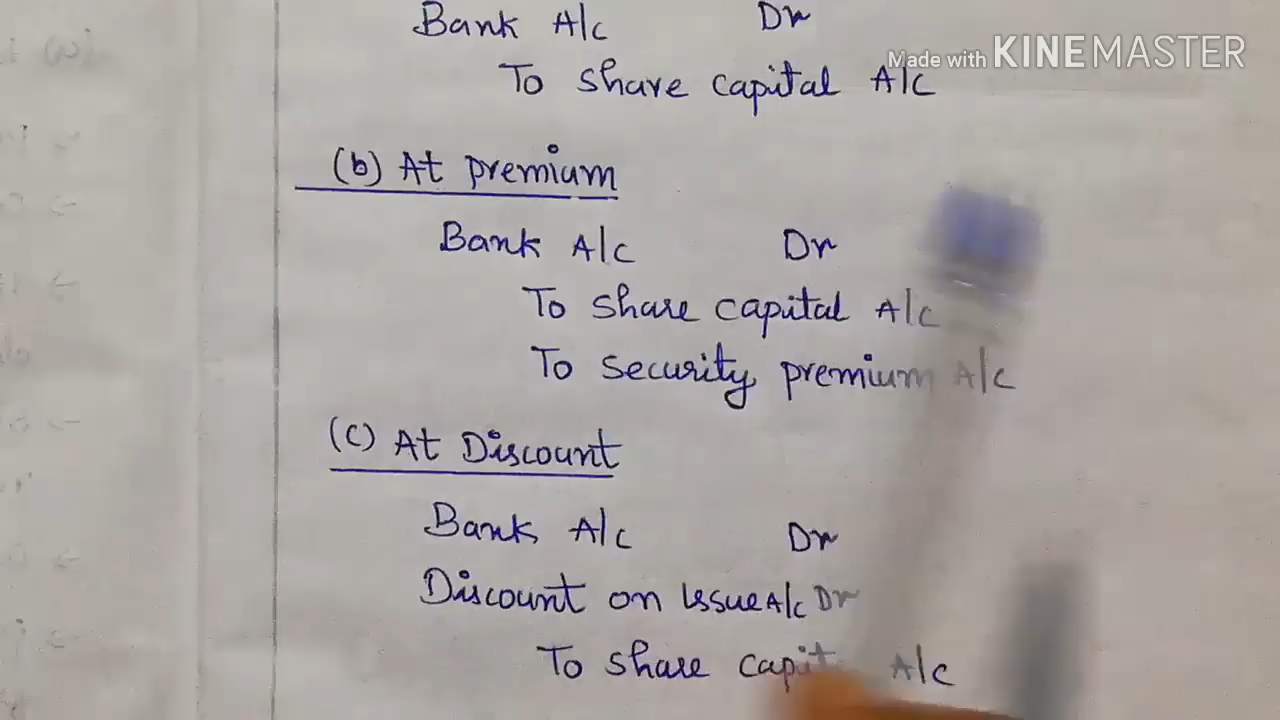 Bank A/c Dr
Made with KINEMASTER
To share capital A/c
(b) At premium
Bank A/c Dr
To share capital A/c
To security premium A/c
(c) At Discount
Bank A/c Dr
Discount on issue A/c Dr
To share capital A/c